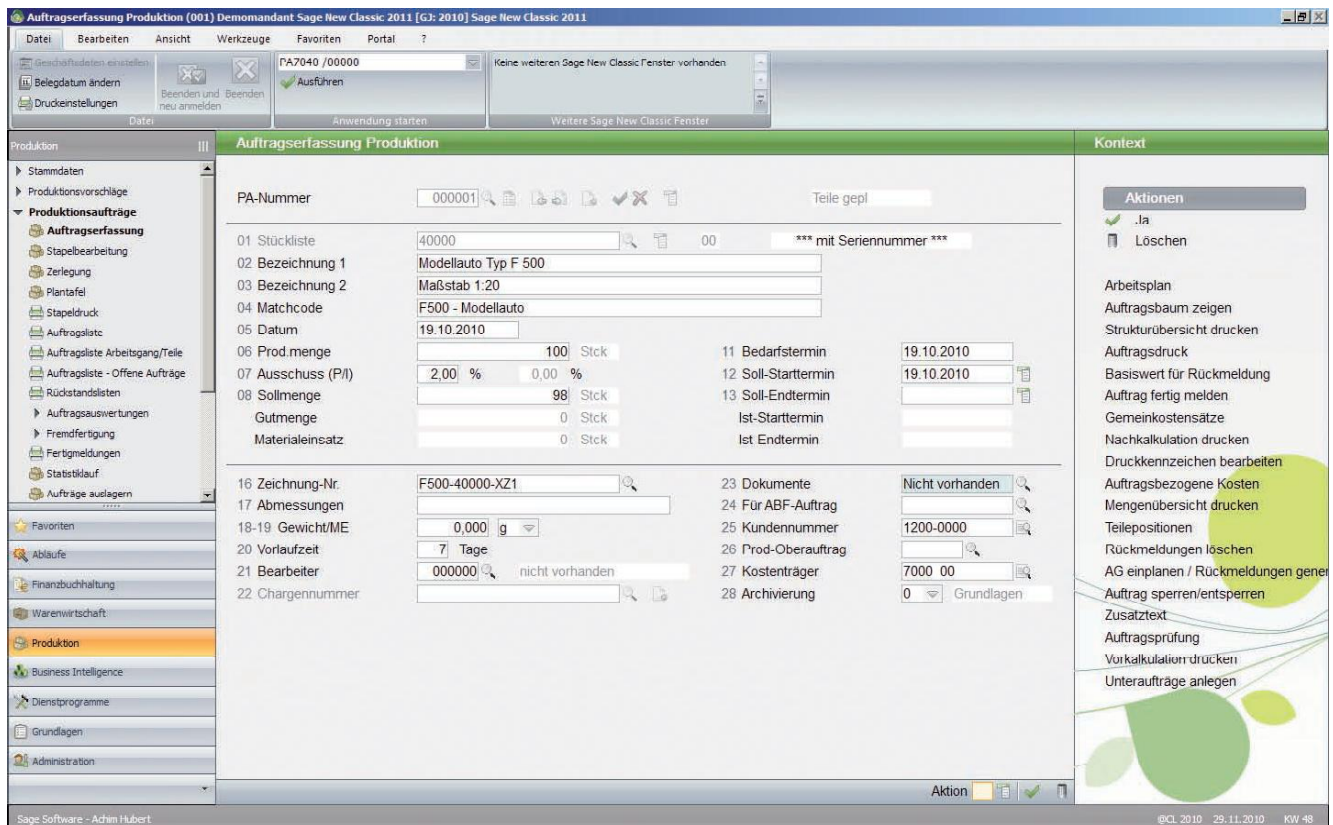 Auftragserfassung Produktion (001) Demomandant Sage New Classic 2011 [GJ: 2010] Sage New Classic 2011
Datei Bearbeiten Ansicht Werkzeuge Favoriten Portal ?
Geschäftsdaten einstellen
Belegdatum ändern
Druckeinstellungen
Beenden und neu anmelden
Beenden
Datei
PA7040 /00000
Ausführen
Anwendung starten
Keine weiteren Sage New Classic Fenster vorhanden
Weitere Sage New Classic Fenster
Produktion
Stammdaten
Produktionsvorschläge
Produktionsaufträge
Auftragserfassung
Stapelbearbeitung
Zerlegung
Plantafel
Stapeldruck
Auftragsliste
Auftragsliste Arbeitsgang/Teile
Auftragsliste - Offene Aufträge
Rückstandslisten
Auftragsauswertungen
Fremdfertigung
Fertigmeldungen
Statistiklauf
Aufträge auslagern
Favoriten
Abläufe
Finanzbuchhaltung
Warenwirtschaft
Produktion
Business Intelligence
Dienstprogramme
Grundlagen
Administration
Auftragserfassung Produktion
PA-Nummer 000001 Teile gepl
01 Stückliste 40000 00 *** mit Seriennummer ***
02 Bezeichnung 1 Modellauto Typ F 500
03 Bezeichnung 2 Maßstab 1:20
04 Matchcode F500 - Modellauto
05 Datum 19.10.2010
06 Prod.menge 100 Stck 11 Bedarfstermin 19.10.2010
07 Ausschuss (P/I) 2,00 % 0,00 % 12 Soll-Starttermin 19.10.2010
08 Sollmenge 98 Stck 13 Soll-Endtermin
Gutmenge 0 Stck Ist-Starttermin
Materialeinsatz 0 Stck Ist Endtermin
16 Zeichnung-Nr. F500-40000-XZ1 23 Dokumente Nicht vorhanden
17 Abmessungen 24 Für ABF-Auftrag
18-19 Gewicht/ME 0,000 g 25 Kundennummer 1200-0000
20 Vorlaufzeit 7 Tage 26 Prod-Oberauftrag
21 Bearbeiter 000000 nicht vorhanden 27 Kostenträger 7000 00
22 Chargennummer 28 Archivierung 0 Grundlagen
Aktion
Kontext
Aktionen
.la
Löschen
Arbeitsplan
Auftragsbaum zeigen
Strukturübersicht drucken
Auftragsdruck
Basiswert für Rückmeldung
Auftrag fertig melden
Gemeinkostensätze
Nachkalkulation drucken
Druckkennzeichen bearbeiten
Auftragsbezogene Kosten
Mengenübersicht drucken
Teilepositionen
Rückmeldungen löschen
AG einplanen / Rückmeldungen gener
Auftrag sperren/entsperren
Zusatztext
Auftragsprüfung
Vorkalkulation drucken
Unteraufträge anlegen
Sage Software - Achim Hubert @CL 2010 29.11.2010 KW 48